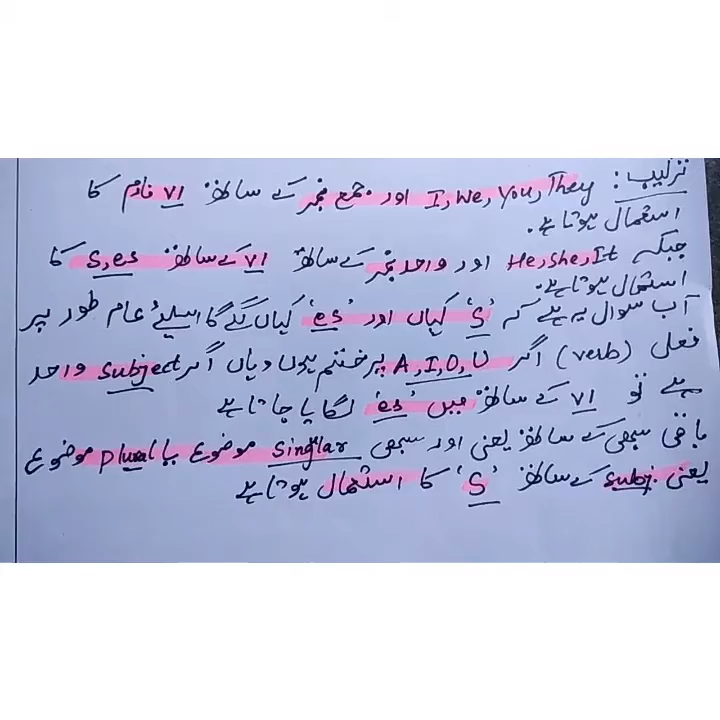 ترکیب: I, We, You, They اور جمع نمبر کے ساتھ v1 فارم کا
استعمال ہوتا ہے۔
جبکہ He, She, It اور واحد نمبر کے ساتھ v1 کے ساتھ s, es کا
استعمال ہوتا ہے۔
اب سوال یہ ہے کہ 's' کہاں اور 'es' کہاں لگے گا اسلیۓ عام طور پر
فعل (verb) اگر A, I, O, U پر ختم ہوں وہاں اگر subject واحد
ہے تو v1 کے ساتھ میں 'es' لگایا جاتا ہے
باقی سبھی کے ساتھ یعنی اور سبھی Singlar موضوع یا Plural موضوع
یعنی subj. کے ساتھ 'S' کا استعمال ہوتا ہے